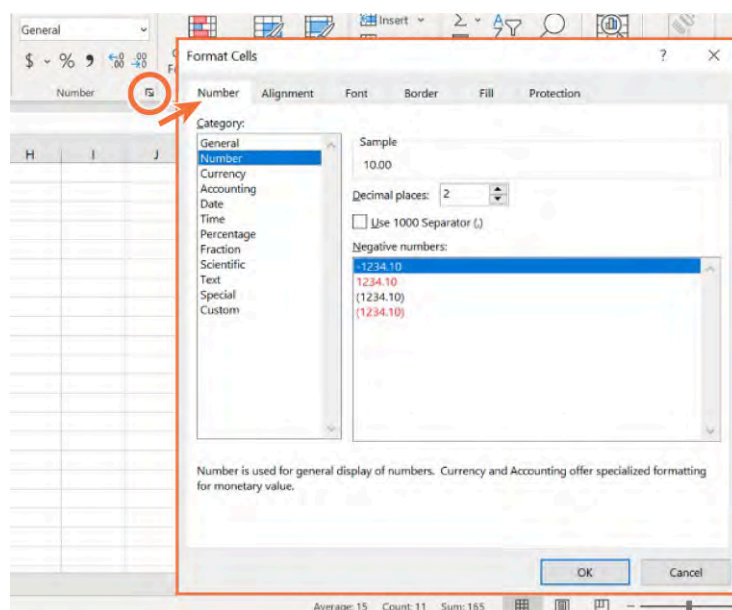 General
Insert
$ % 9 .00
Number
Format Cells
? ×
Number Alignment Font Border Fill Protection
Category:
General
Number
Currency
Accounting
Date
Time
Percentage
Fraction
Scientific
Text
Special
Custom
Sample
10.00
Decimal places: 2
Use 1000 Separator (,)
Negative numbers:
-1234.10
1234.10
(1234.10)
(1234.10)
Number is used for general display of numbers. Currency and Accounting offer specialized formatting
for monetary value.
OK Cancel
H I J
Average: 15 Count: 11 Sum: 165